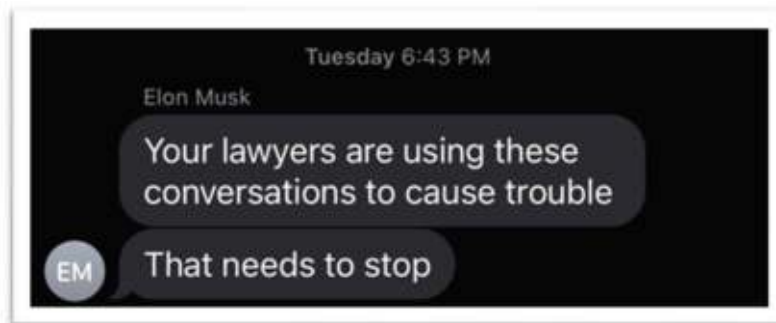 Tuesday 6:43 PM
Elon Musk
Your lawyers are using these
conversations to cause trouble
EM That needs to stop